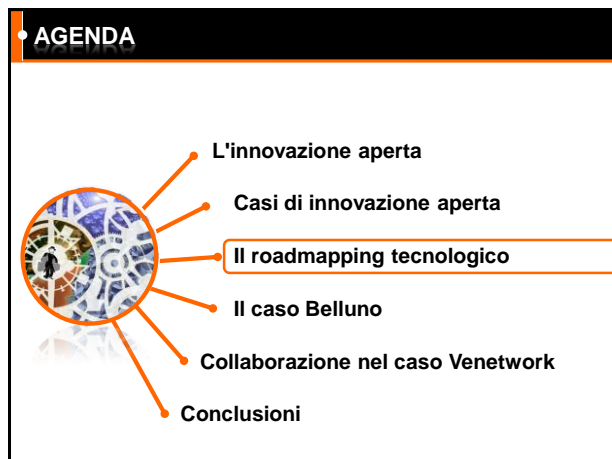 AGENDA
L'innovazione aperta
Casi di innovazione aperta
Il roadmapping tecnologico
Il caso Belluno
Collaborazione nel caso Venetwork
Conclusioni